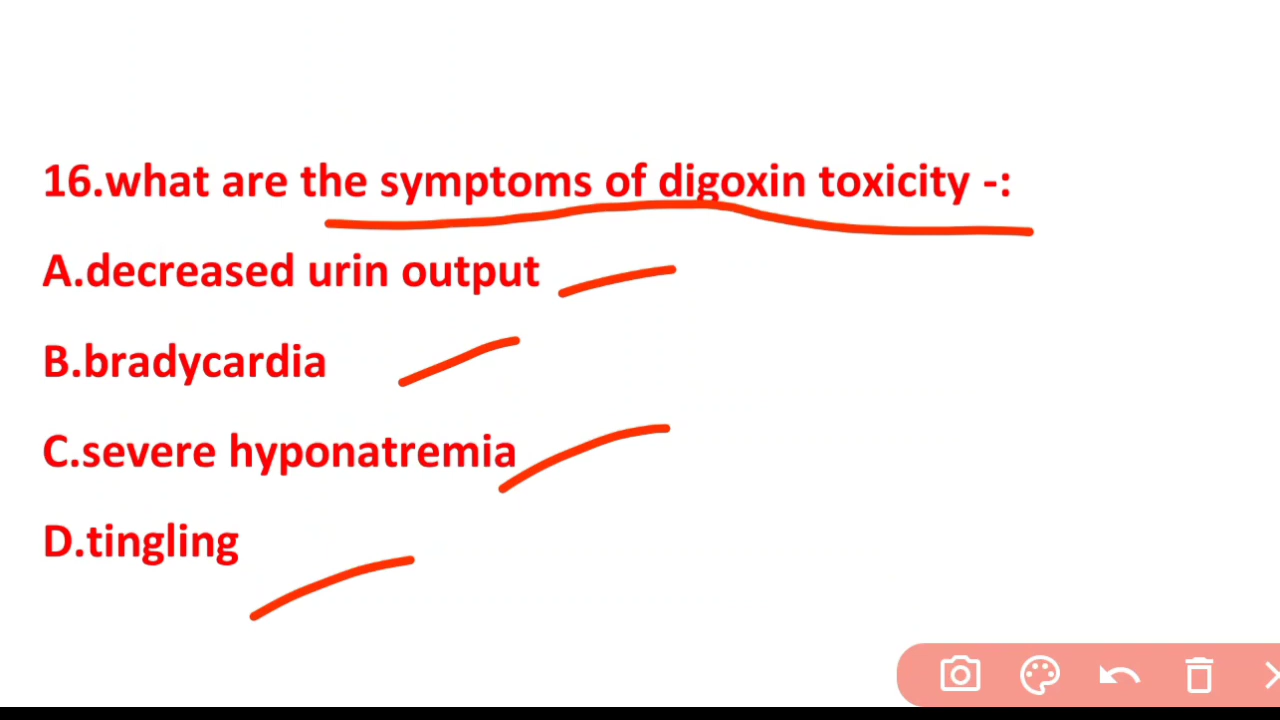 16.what are the symptoms of digoxin toxicity -:
A.decreased urin output
B.bradycardia
C.severe hyponatremia
D.tingling